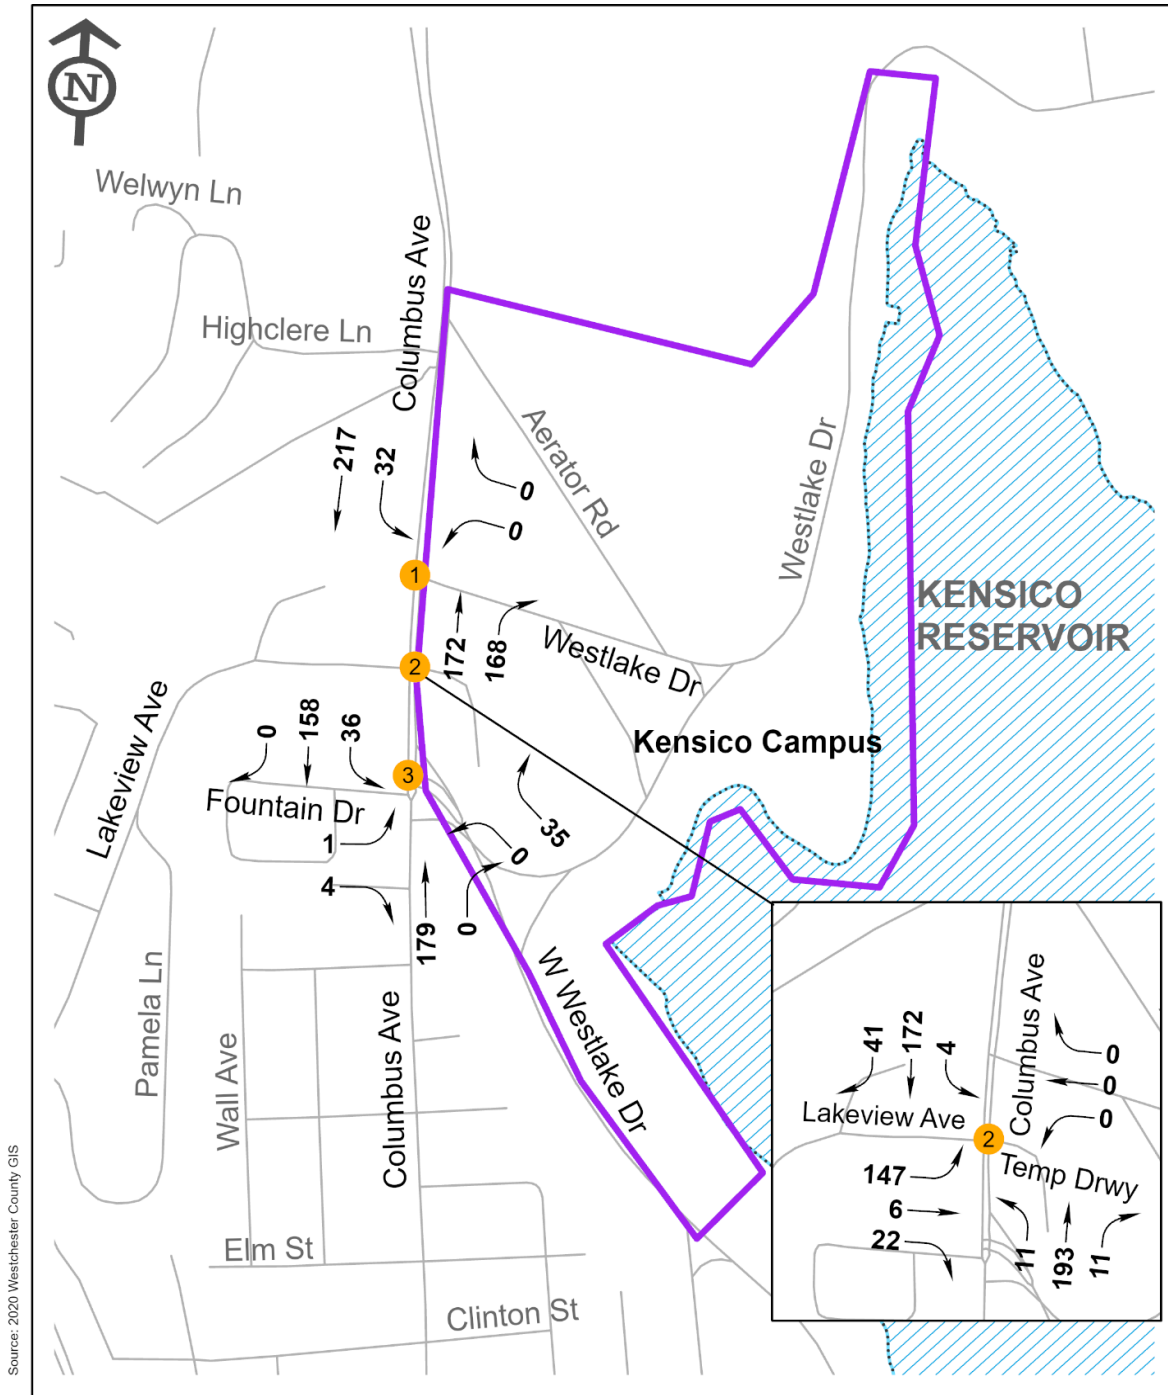 N
Welwyn Ln
Columbus Ave
Highclere Ln
Aerator Rd
Westlake Dr
217
32
0
0
1
KENSICO
RESERVOIR
172
168
Westlake Dr
2
Lakeview Ave
0
158
36
Kensico Campus
3
Fountain Dr
1
35
0
4
179
0
Pamela Ln
Wall Ave
Columbus Ave
W Westlake Dr
Elm St
Clinton St
41
172
4
Columbus Ave
0
0
0
Lakeview Ave
2
Temp Drwy
147
6
22
11
193
11
Source: 2020 Westchester County GIS